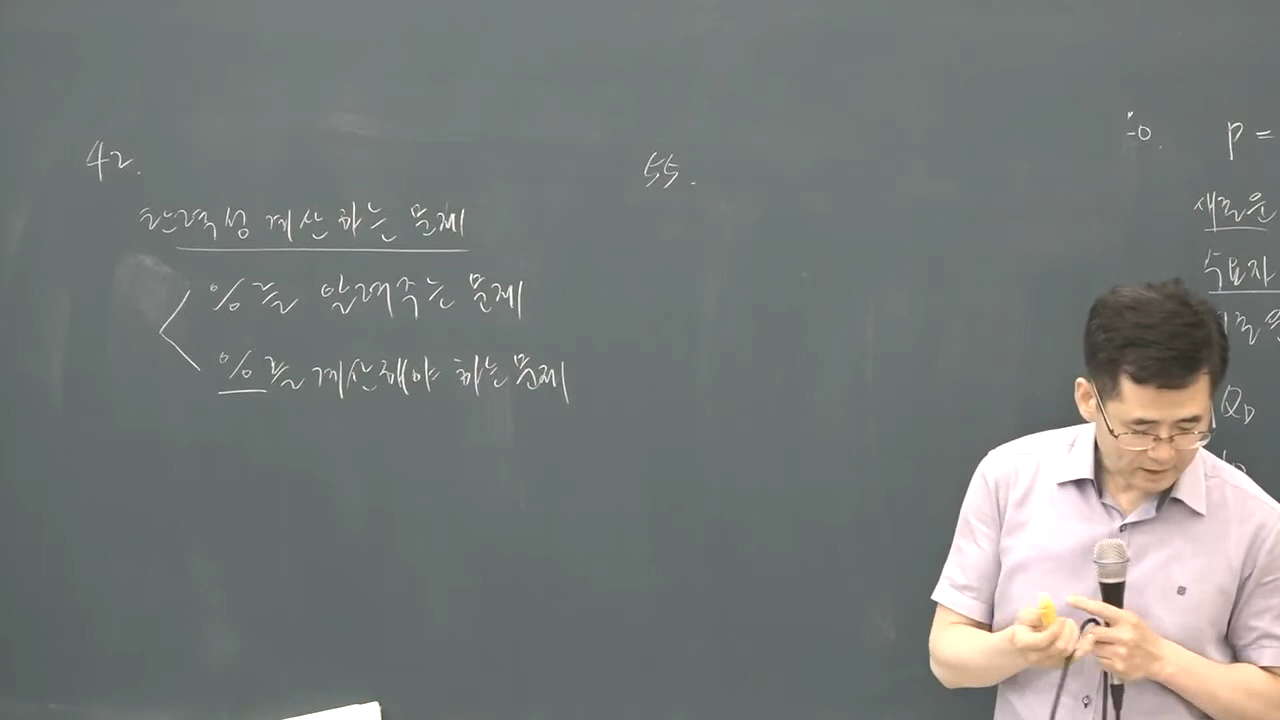 42.
탄력성 계산하는 문제
%를 알려주는 문제
%를 계산해야 하는 문제
55.
P =
새로운
수요자
Q_D